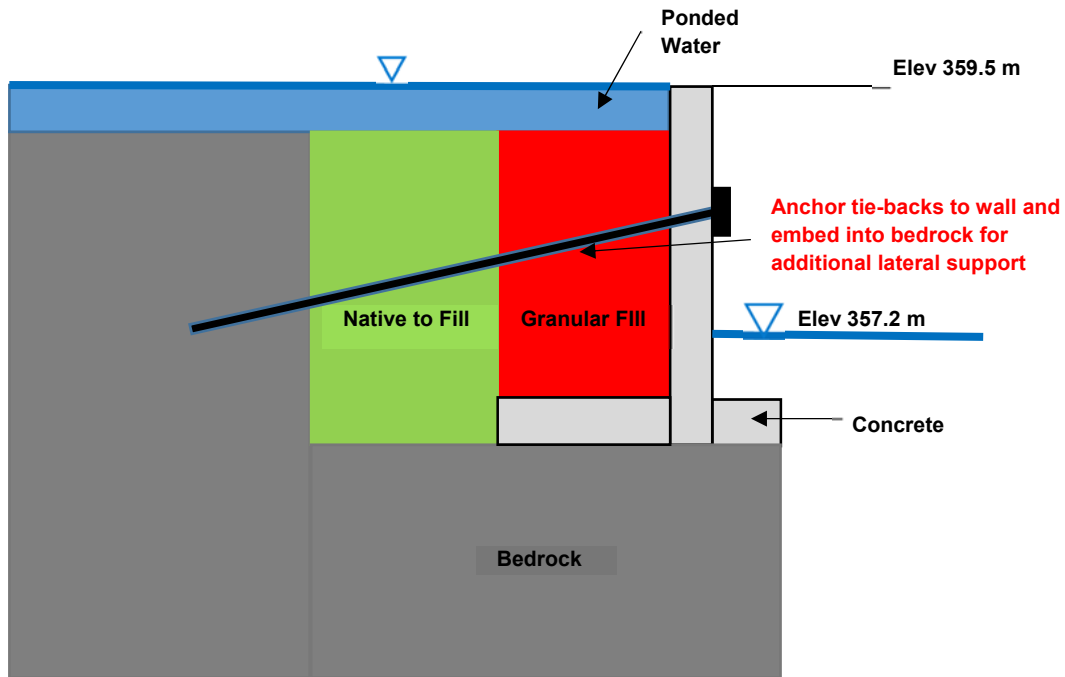 Ponded
Water
Elev 359.5 m
Anchor tie-backs to wall and
embed into bedrock for
additional lateral support
Native to Fill
Granular FIll
Elev 357.2 m
Concrete
Bedrock